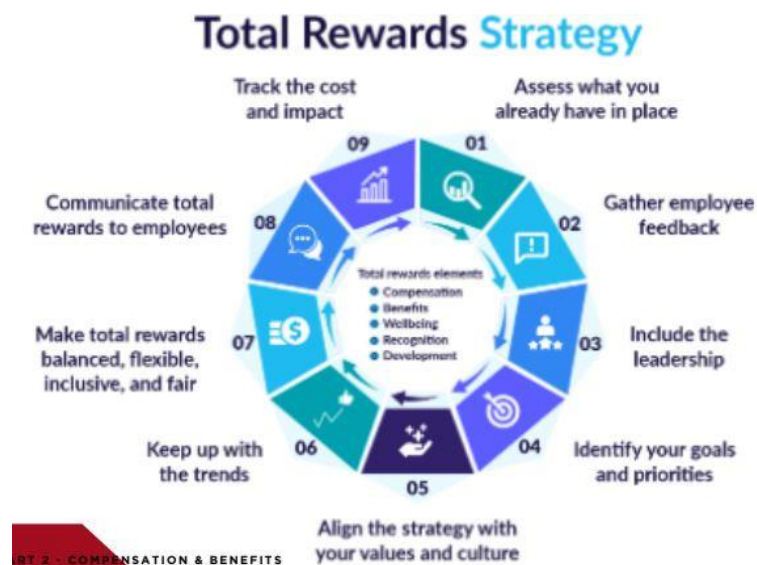 Total Rewards Strategy
01
Assess what you
already have in place
02
Gather employee
feedback
03
Include the
leadership
04
Identify your goals
and priorities
05
Align the strategy with
your values and culture
06
Keep up with
the trends
07
Make total rewards
balanced, flexible,
inclusive, and fair
08
Communicate total
rewards to employees
09
Track the cost
and impact
Total rewards elements
Compensation
Benefits
Wellbeing
Recognition
Development
ART 2 - COMPENSATION & BENEFITS